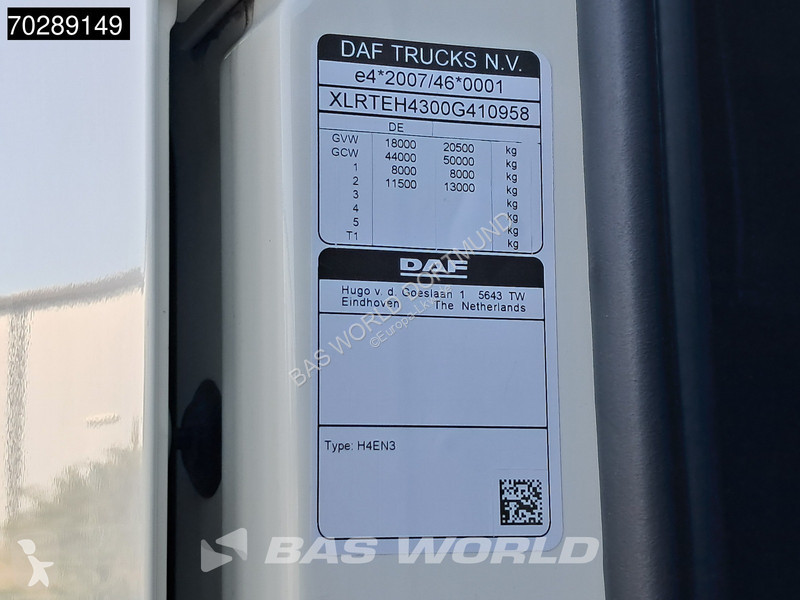 70289149
DAF TRUCKS N.V.
e4*2007/46*0001
XLRTEH4300G410958
DE
GVW 18000 20500 kg
GCW 44000 50000 kg
1 8000 8000 kg
2 11500 13000 kg
3 kg
4 kg
5 kg
T1 kg
DAF
Hugo v. d. Goeslaan 1 5643 TW
Eindhoven The Netherlands
BAS WORLD DORTMUND
Type: H4EN3
BAS WORLD